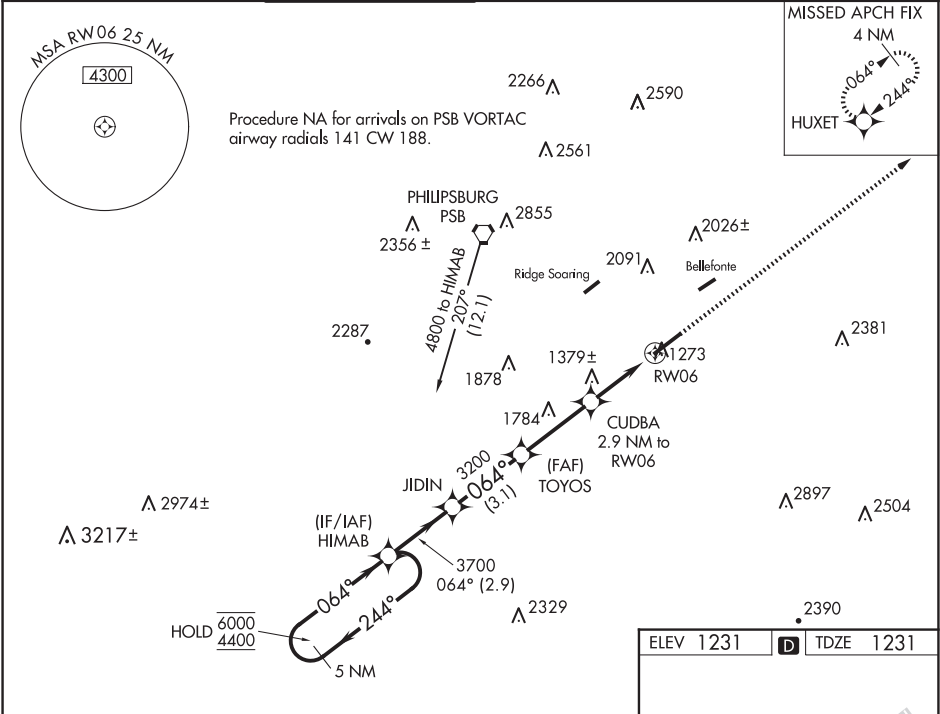 MSA RW06 25 NM
4300
Procedure NA for arrivals on PSB VORTAC
airway radials 141 CW 188.
MISSED APCH FIX
4 NM
064°
244°
HUXET
2266
2590
2561
PHILIPSBURG
PSB
2855
2356 ±
2026±
2091
Ridge Soaring
Bellefonte
4800 to HIMAB
207°
(12.1)
2287
2381
1379±
1273
RW06
1878
1784
CUDBA
2.9 NM to
RW06
3200
064°
(3.1)
(FAF)
TOYOS
JIDIN
2974±
3217±
2897
2504
(IF/IAF)
HIMAB
3700
064° (2.9)
064°
244°
HOLD 6000
4400
5 NM
2329
2390
ELEV 1231 D TDZE 1231